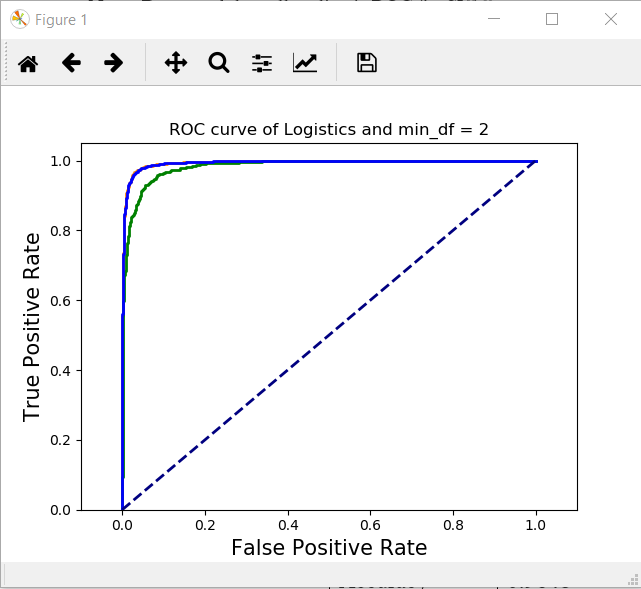 Figure 1
ROC curve of Logistics and min_df = 2
1.0
0.8
0.6
0.4
0.2
0.0
True Positive Rate
0.0 0.2 0.4 0.6 0.8 1.0
False Positive Rate